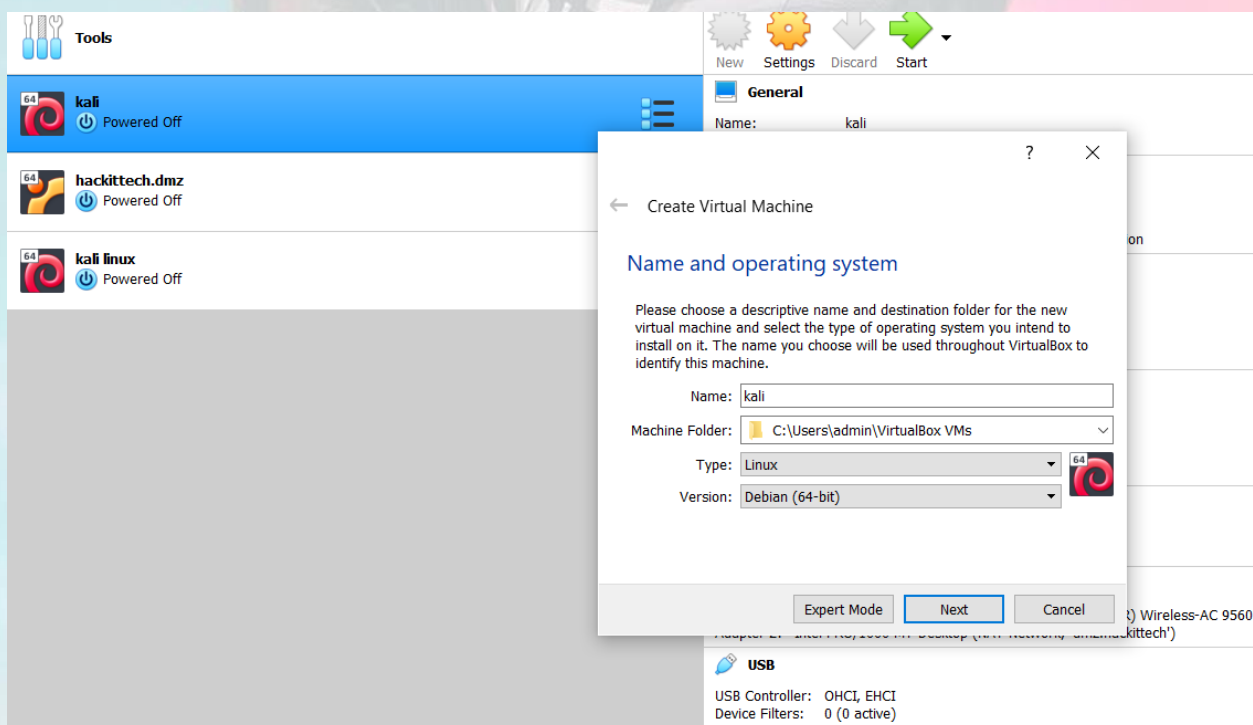 Tools
64
kali
Powered Off
64
hackittech.dmz
Powered Off
64
kali linux
Powered Off
New Settings Discard Start
General
Name: kali
?
Create Virtual Machine
on
Name and operating system
Please choose a descriptive name and destination folder for the new
virtual machine and select the type of operating system you intend to
install on it. The name you choose will be used throughout VirtualBox to
identify this machine.
Name: kali
Machine Folder: C:\Users\admin\VirtualBox VMs
Type: Linux
64
Version: Debian (64-bit)
Expert Mode Next Cancel
R) Wireless-AC 9560
USB
USB Controller: OHCI, EHCI
Device Filters: 0 (0 active)